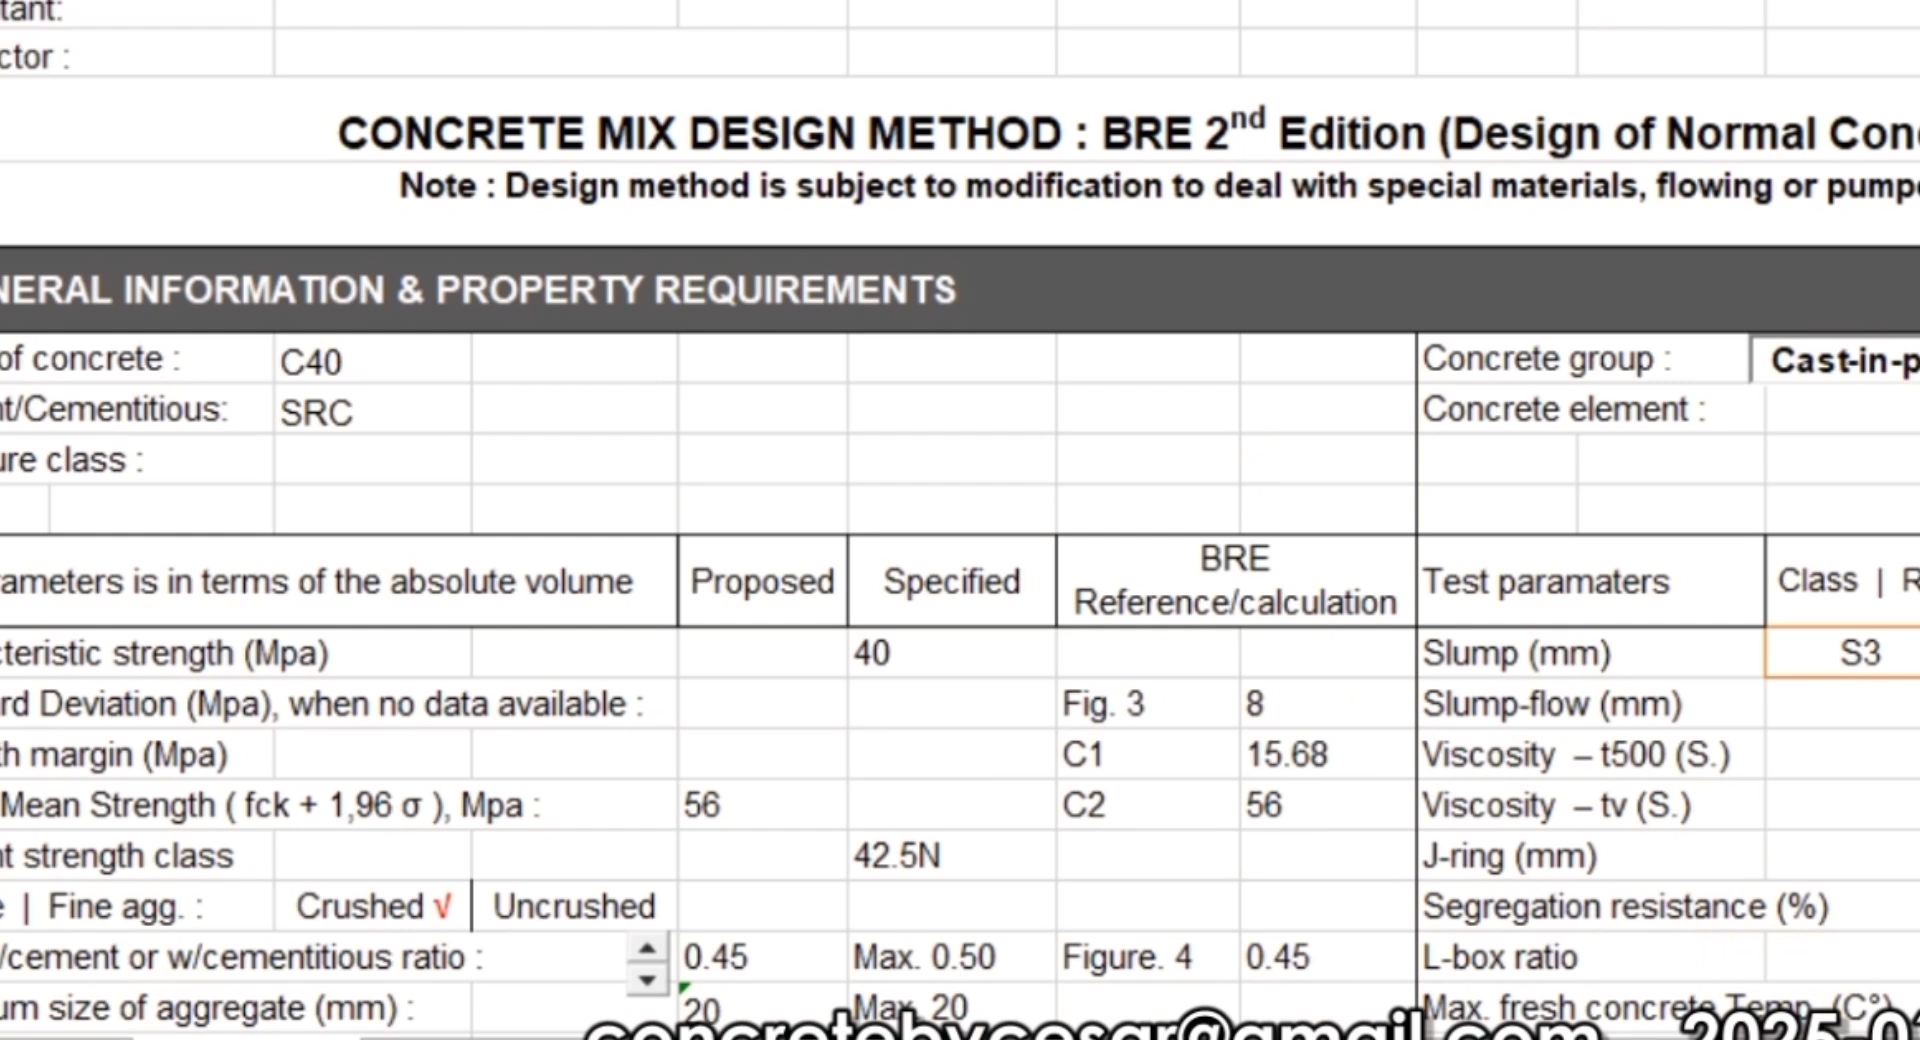 tant:
ctor :
CONCRETE MIX DESIGN METHOD : BRE 2nd Edition (Design of Normal Con
Note : Design method is subject to modification to deal with special materials, flowing or pump
NERAL INFORMATION & PROPERTY REQUIREMENTS
of concrete : C40 Concrete group : Cast-in-p
nt/Cementitious: SRC Concrete element :
ure class :
ameters is in terms of the absolute volume Proposed Specified BRE Reference/calculation Test paramaters Class | R
teristic strength (Mpa) 40 Slump (mm) S3
rd Deviation (Mpa), when no data available : Fig. 3 8 Slump-flow (mm)
th margin (Mpa) C1 15.68 Viscosity – t500 (S.)
Mean Strength ( fck + 1,96 σ ), Mpa : 56 C2 56 Viscosity – tv (S.)
nt strength class 42.5N J-ring (mm)
e | Fine agg. : Crushed √ Uncrushed Segregation resistance (%)
/cement or w/cementitious ratio : 0.45 Max. 0.50 Figure. 4 0.45 L-box ratio
um size of aggregate (mm) : 20 Max. 20 Max. fresh concrete Temp. (C°)
concretebycesar@gmail.com 2025-0